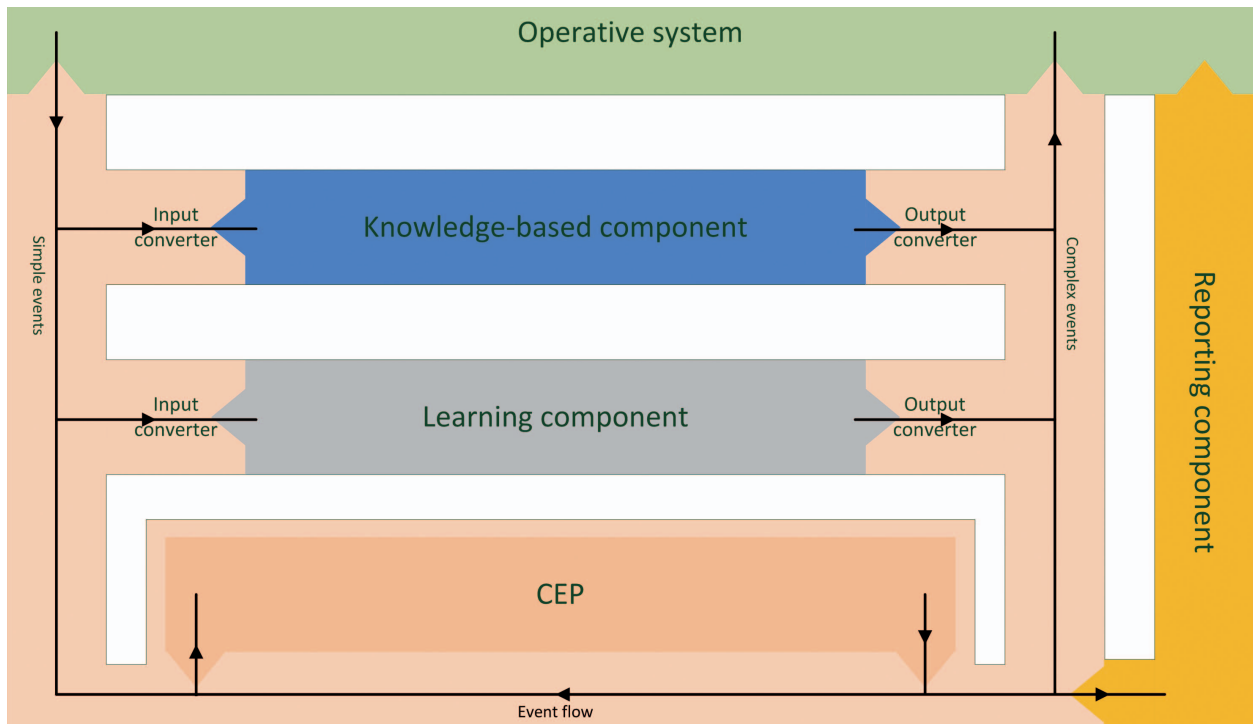 Operative system
Input
converter
Knowledge-based component
Output
converter
Simple events
Complex events
Reporting component
Input
converter
Learning component
Output
converter
CEP
Event flow